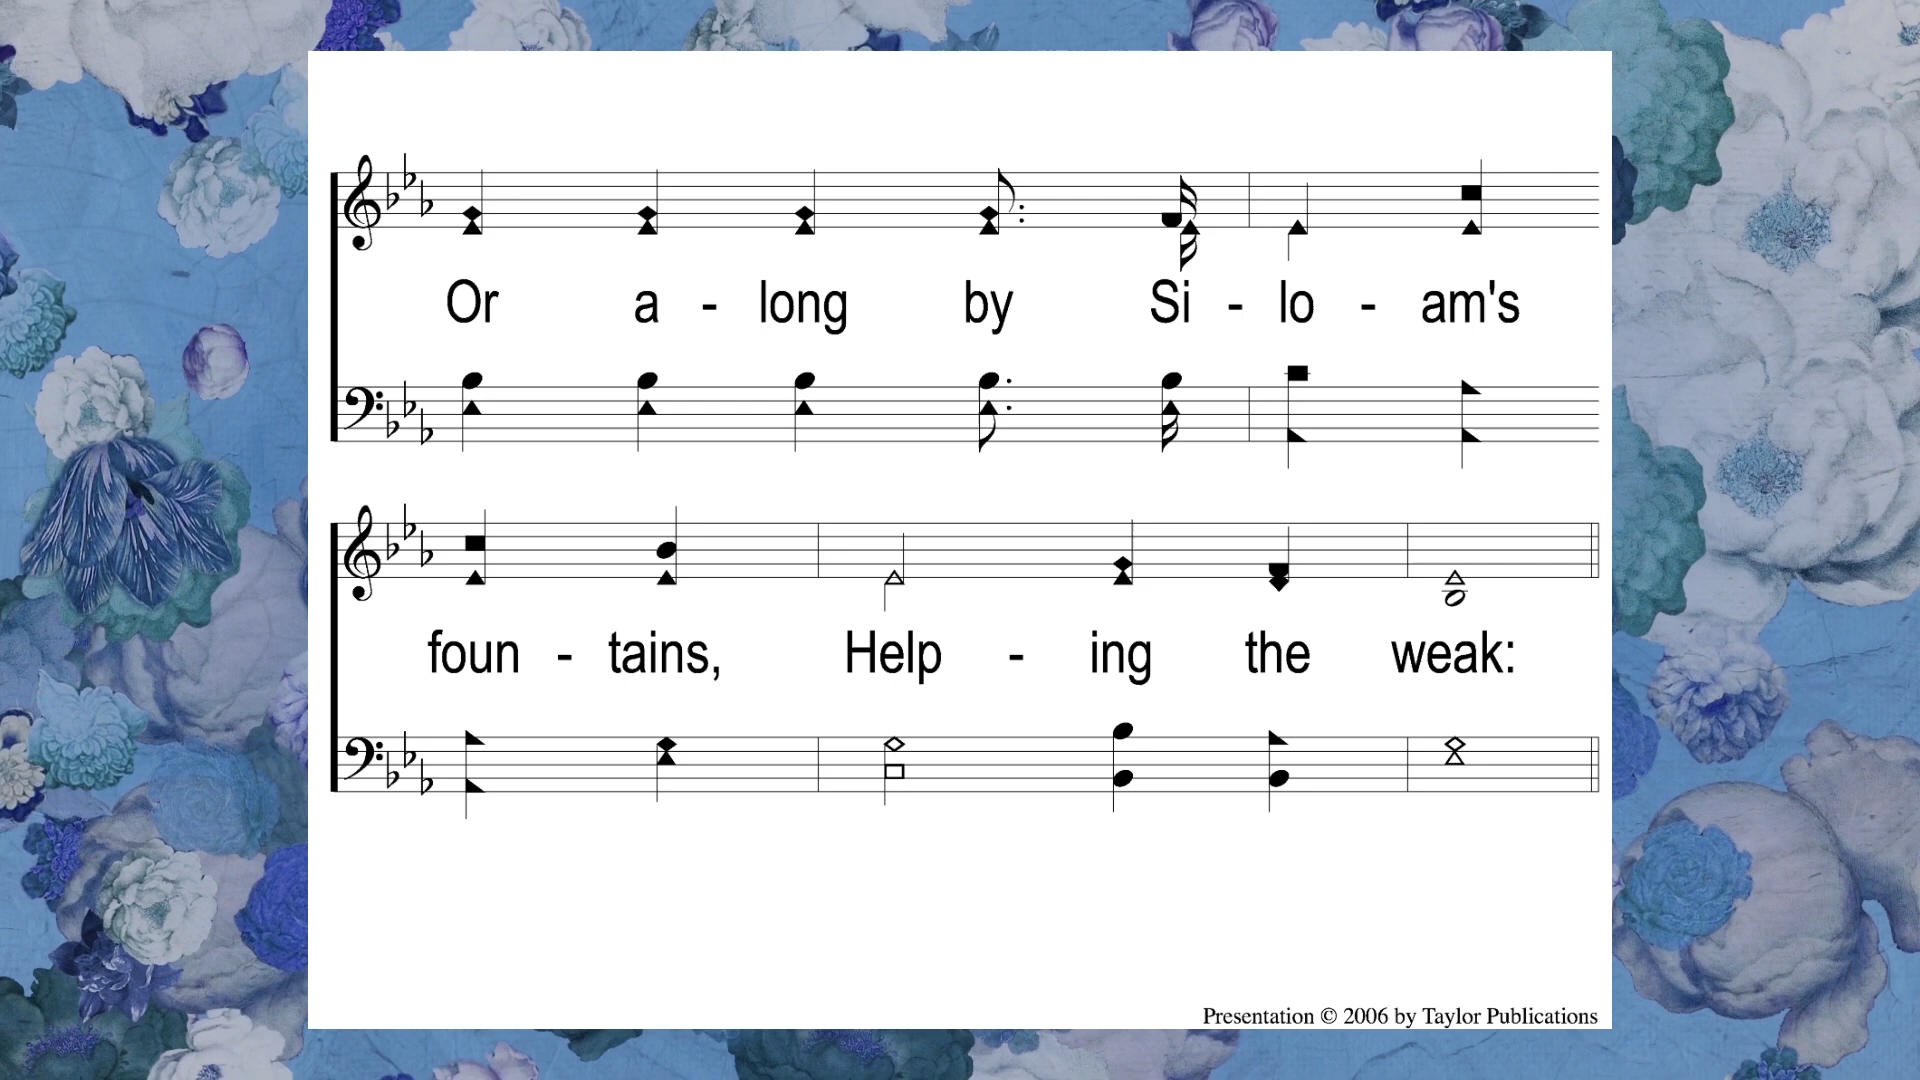 Or a - long by Si - lo - am's
foun - tains, Help - ing the weak:
Presentation © 2006 by Taylor Publications